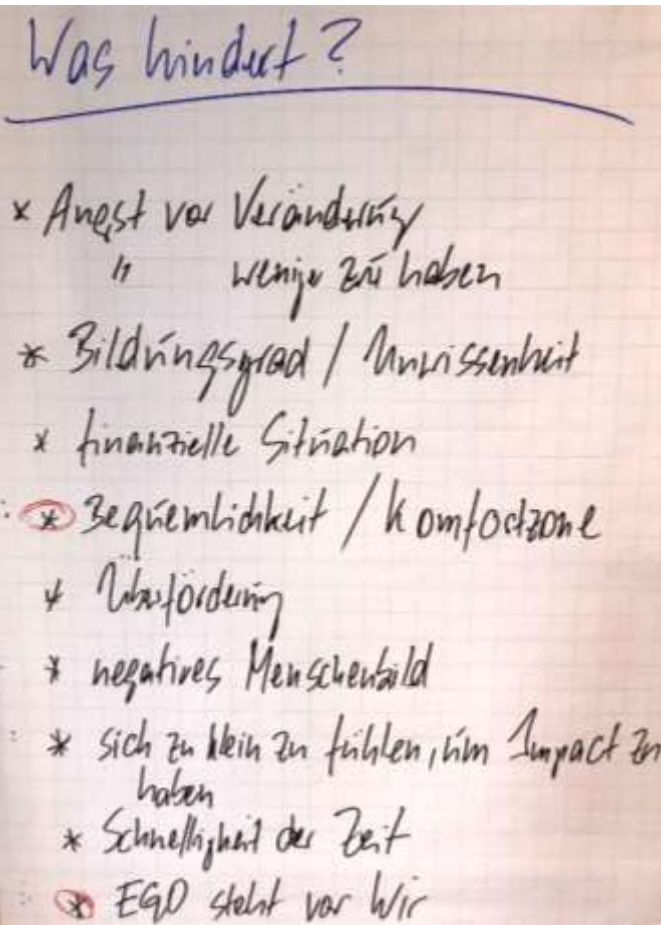 Was hindert?
* Angst vor Veränderung
" weniger zu haben
* Bildungsgrad / Unwissenheit
* finanzielle Situation
* Bequemlichkeit / Komfortzone
* Überforderung
* negatives Menschenbild
* sich zu klein zu fühlen, um Impact zu
haben
* Schnelligkeit der Zeit
* EGO steht vor Wir